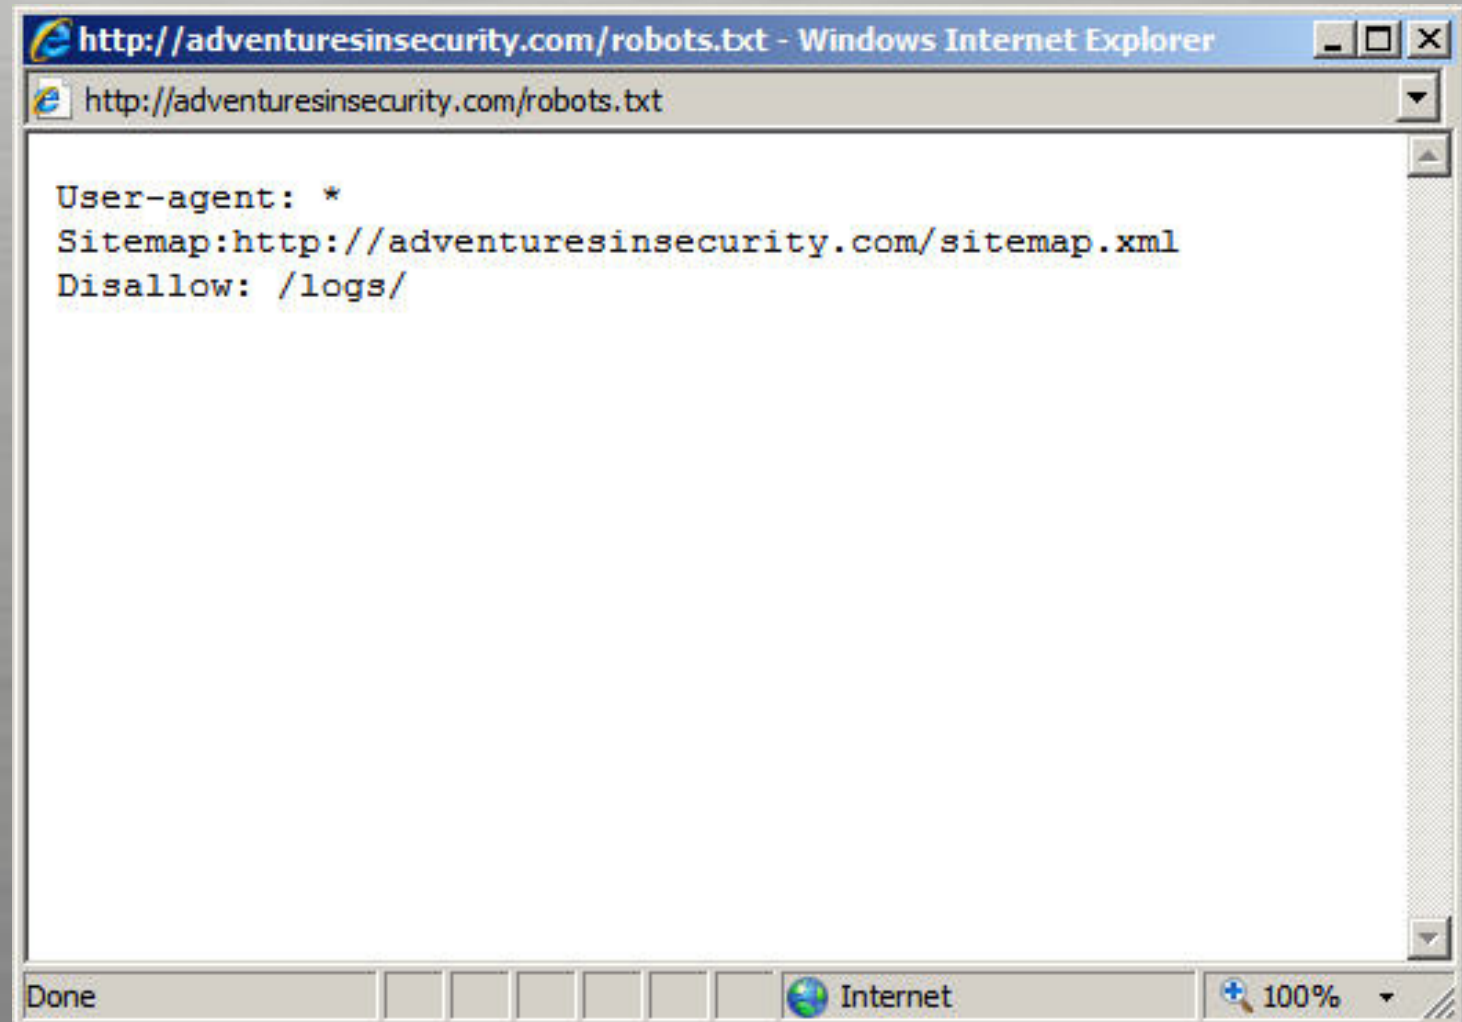 http://adventuresinsecurity.com/robots.txt - Windows Internet Explorer
http://adventuresinsecurity.com/robots.txt
User-agent: *
Sitemap:http://adventuresinsecurity.com/sitemap.xml
Disallow: /logs/
Done
Internet
100%